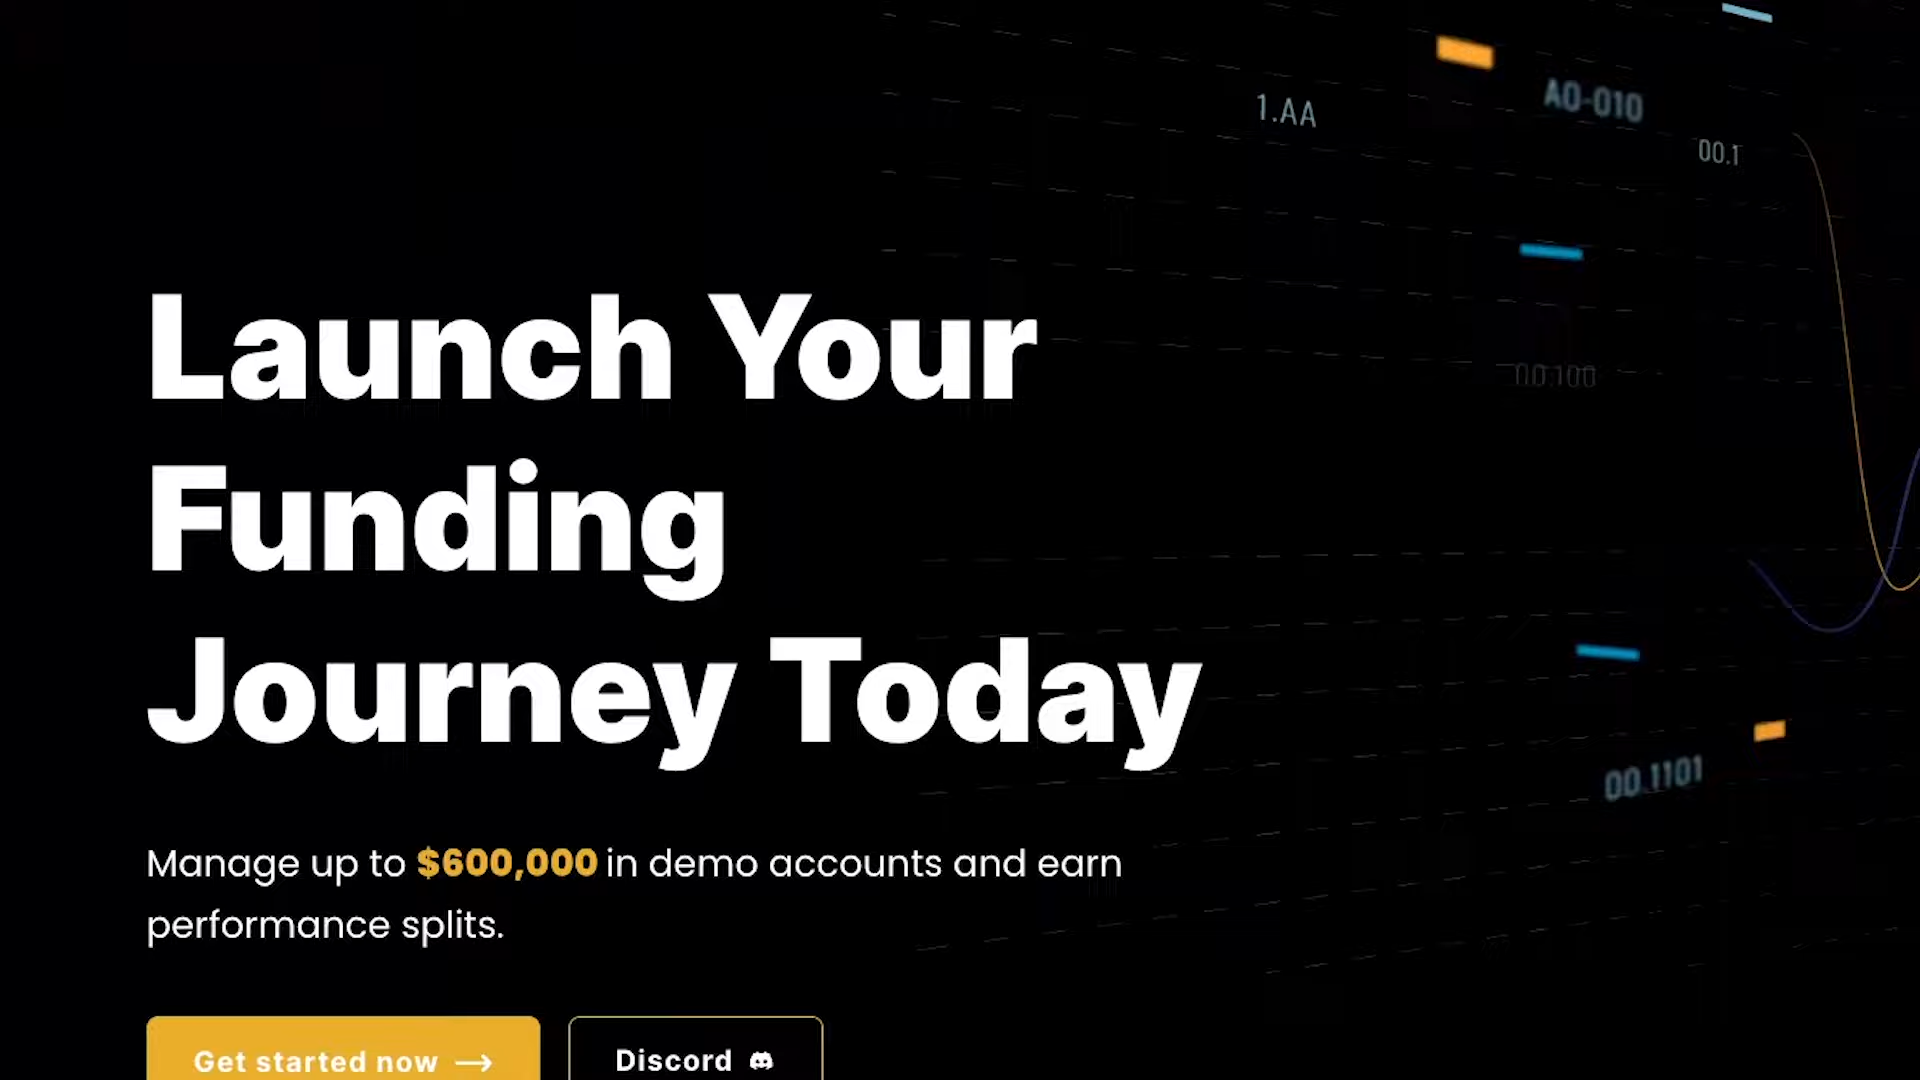 1.AA
A0-010
00.1
00.100
Launch Your
Funding
Journey Today
00.1101
Manage up to $600,000 in demo accounts and earn
performance splits.
Get started now
Discord